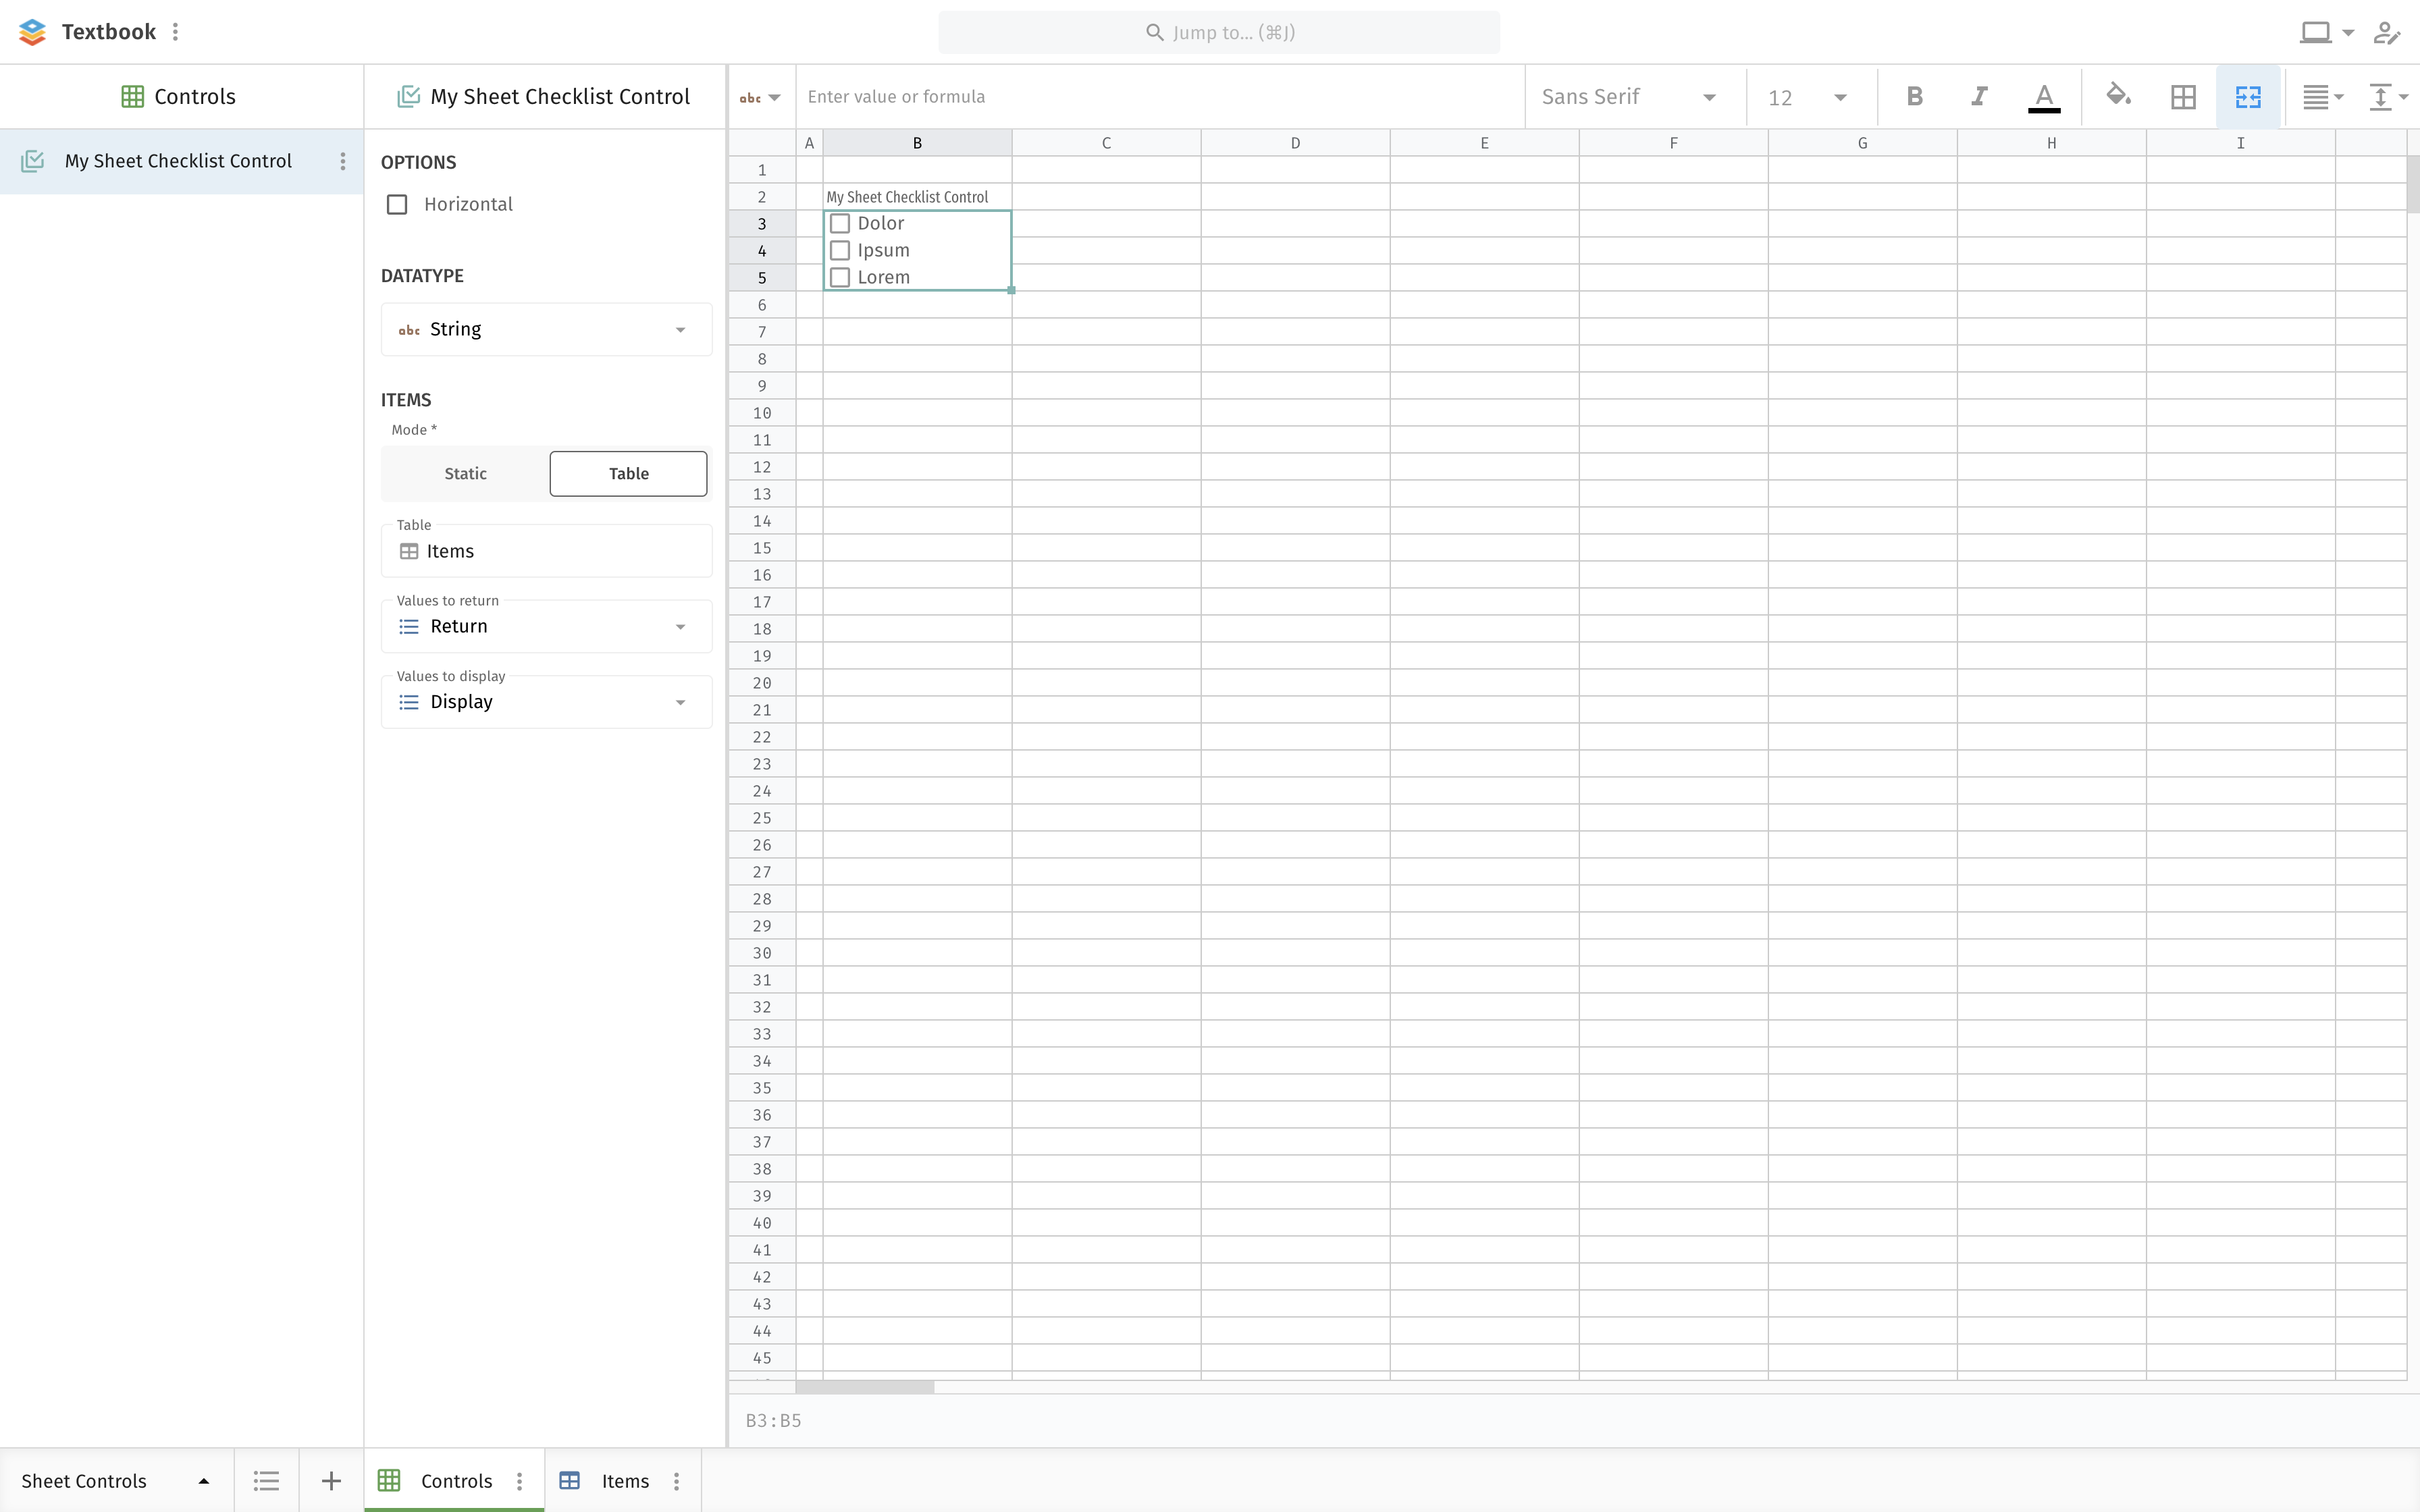 Textbook
Jump to... (⌘J)
Controls
My Sheet Checklist Control
abc
Enter value or formula
Sans Serif
12
B
I
A
My Sheet Checklist Control
OPTIONS
Horizontal
DATATYPE
abc String
ITEMS
Mode *
Static
Table
Table
Items
Values to return
Return
Values to display
Display
A B C D E F G H I
1
2 My Sheet Checklist Control
3 Dolor
4 Ipsum
5 Lorem
6
7
8
9
10
11
12
13
14
15
16
17
18
19
20
21
22
23
24
25
26
27
28
29
30
31
32
33
34
35
36
37
38
39
40
41
42
43
44
45
B3:B5
Sheet Controls
Controls
Items